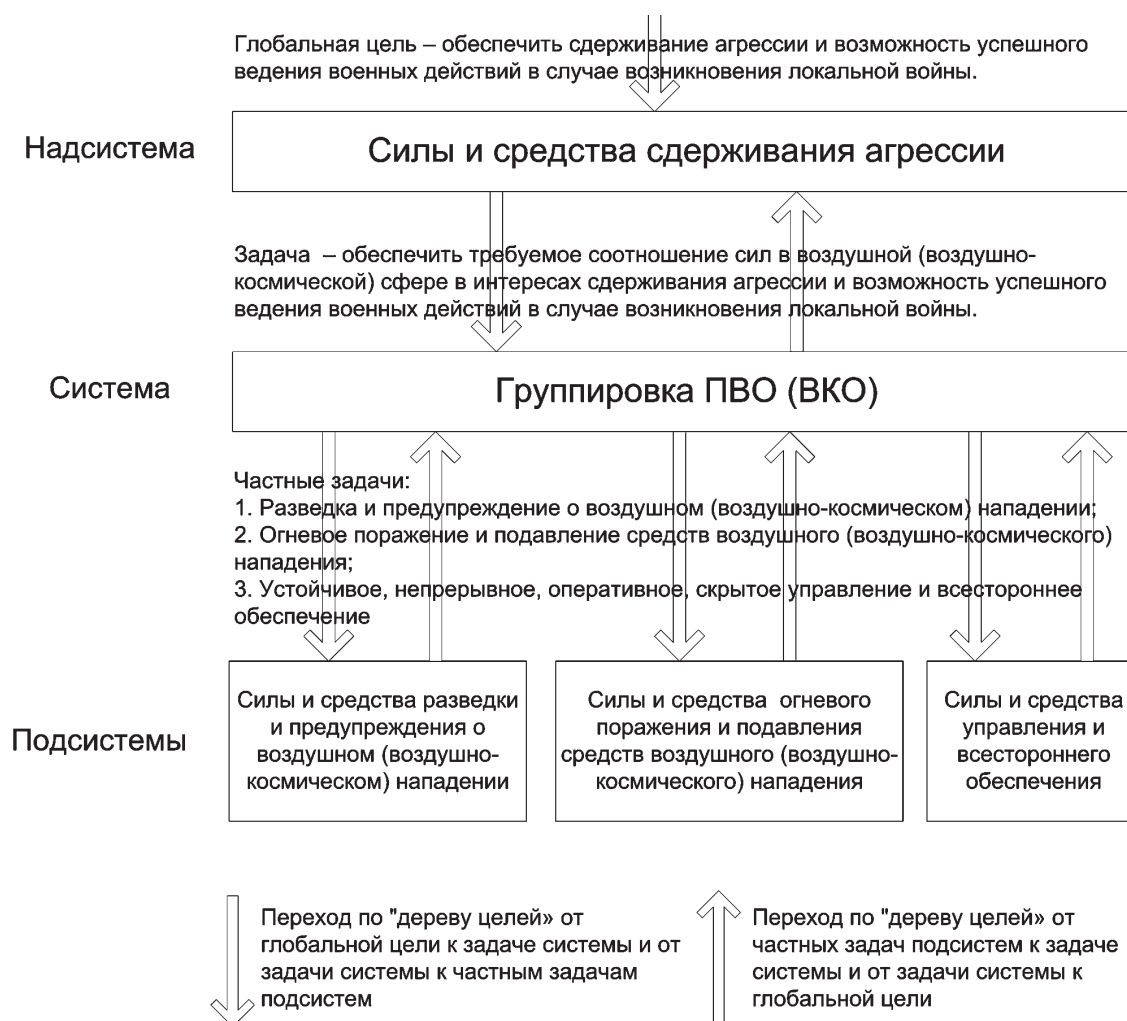 Глобальная цель – обеспечить сдерживание агрессии и возможность успешного
ведения военных действий в случае возникновения локальной войны.
Надсистема
Силы и средства сдерживания агрессии
Задача – обеспечить требуемое соотношение сил в воздушной (воздушно-
космической) сфере в интересах сдерживания агрессии и возможность успешного
ведения военных действий в случае возникновения локальной войны.
Система
Группировка ПВО (ВКО)
Частные задачи:
1. Разведка и предупреждение о воздушном (воздушно-космическом) нападении;
2. Огневое поражение и подавление средств воздушного (воздушно-космического)
нападения;
3. Устойчивое, непрерывное, оперативное, скрытое управление и всестороннее
обеспечение
Подсистемы
Силы и средства разведки
и предупреждения о
воздушном (воздушно-
космическом) нападении
Силы и средства огневого
поражения и подавления
средств воздушного (воздушно-
космического) нападения
Силы и средства
управления и
всестороннего
обеспечения
Переход по "дереву целей» от
глобальной цели к задаче системы и от
задачи системы к частным задачам
подсистем
Переход по "дереву целей» от
частных задач подсистем к задаче
системы и от задачи системы к
глобальной цели